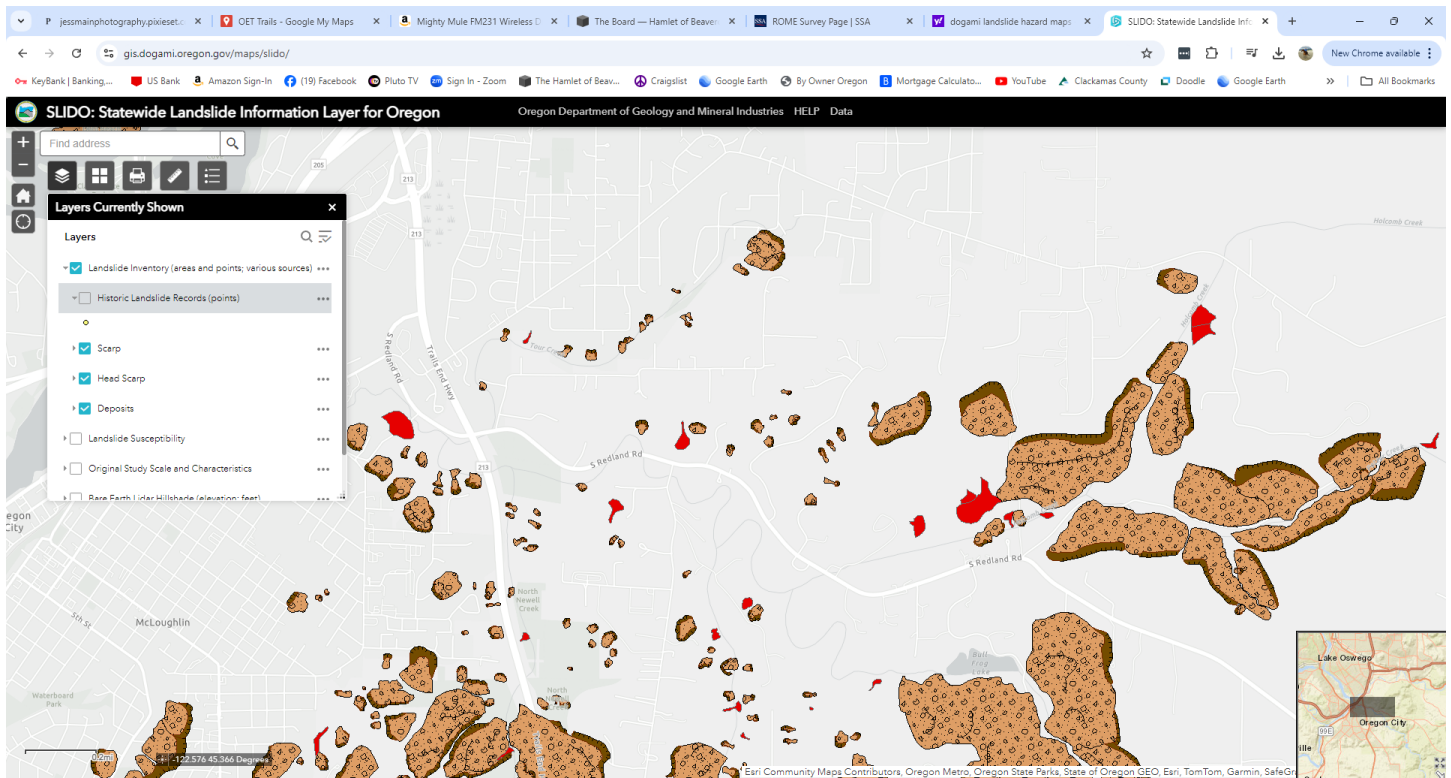 P jessmainphotography.pixieset.c
OET Trails - Google My Maps
Mighty Mule FM231 Wireless D
The Board — Hamlet of Beaver
ROME Survey Page | SSA
dogami landslide hazard maps
SLIDO: Statewide Landslide Info
gis.dogami.oregon.gov/maps/slido/
New Chrome available
KeyBank | Banking,...
US Bank
Amazon Sign-In
(19) Facebook
Pluto TV
Sign In - Zoom
The Hamlet of Beav...
Craigslist
Google Earth
By Owner Oregon
Mortgage Calculato...
YouTube
Clackamas County
Doodle
Google Earth
»
All Bookmarks
SLIDO: Statewide Landslide Information Layer for Oregon
Oregon Department of Geology and Mineral Industries
HELP
Data
Find address
205
213
Holcomb Creek
Layers Currently Shown
213
Layers
Landslide Inventory (areas and points; various sources)
Historic Landslide Records (points)
Holcomb Creek
Scarp
S Redland Rd
Trails End Hwy
Tour Cree
Head Scarp
Deposits
Landslide Susceptibility
S Redland Rd
213
Original Study Scale and Characteristics
Bare Earth Lidar Hillshade (elevation; feet)
egon
City
S Redland Rd
North
Newell
Creek
5th St
McLoughlin
Bull
Frog
Lake
Lake Oswego
Waterboard
Park
North
Oregon City
99E
ville
0.2mi
-122.576 45.366 Degrees
Esri Community Maps Contributors, Oregon Metro, Oregon State Parks, State of Oregon GEO, Esri, TomTom, Garmin, SafeGr